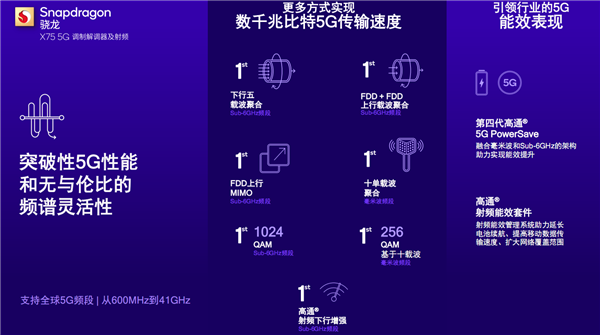 Snapdragon
骁龙
X75 5G 调制解调器及射频
突破性5G性能
和无与伦比的
频谱灵活性
支持全球5G频段 | 从600MHz到41GHz
更多方式实现
数千兆比特5G传输速度
1st
下行五
载波聚合
Sub-6GHz频段
1st
FDD + FDD
上行载波聚合
Sub-6GHz频段
1st
FDD上行
MIMO
Sub-6GHz频段
1st
十单载波
聚合
毫米波频段
1st 1024
QAM
Sub-6GHz频段
1st 256
QAM
基于十载波
毫米波频段
1st
高通®
射频下行增强
Sub-6GHz频段
引领行业的5G
能效表现
5G
第四代高通®
5G PowerSave
融合毫米波和Sub-6GHz的架构
助力实现能效提升
高通®
射频能效套件
射频能效管理系统助力延长
电池续航、提高移动数据传
输速度、扩大网络覆盖范围